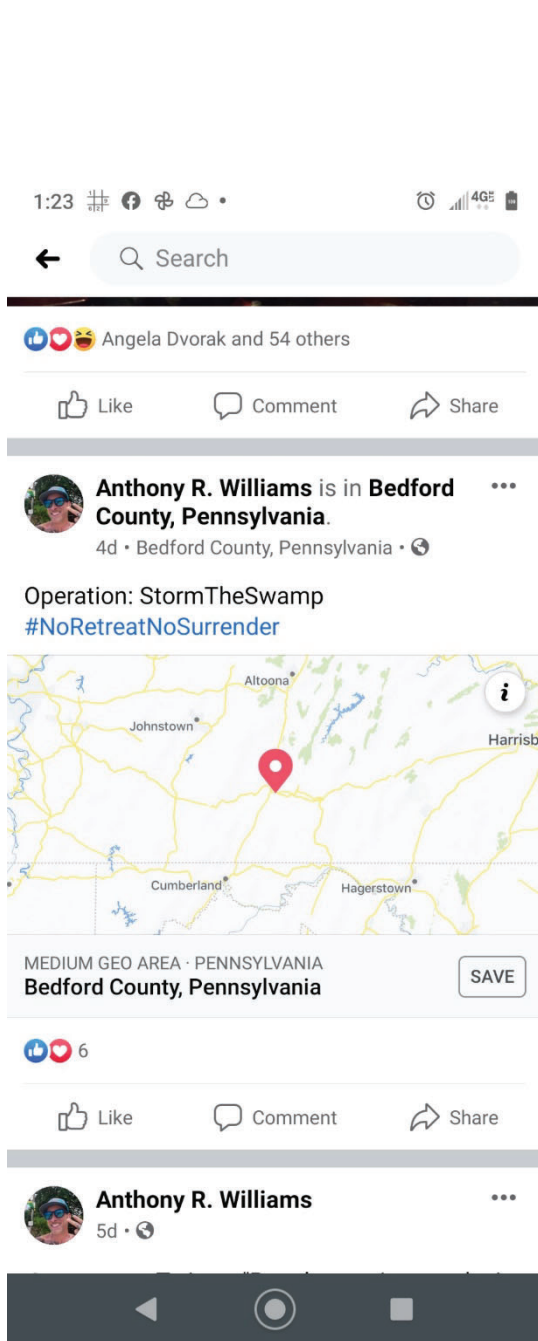 1:23
4G
Search
Angela Dvorak and 54 others
Like Comment Share
Anthony R. Williams is in Bedford
County, Pennsylvania.
4d • Bedford County, Pennsylvania •
Operation: StormTheSwamp
#NoRetreatNoSurrender
Altoona
i
Johnstown
Harrisb
Cumberland
Hagerstown
MEDIUM GEO AREA · PENNSYLVANIA
Bedford County, Pennsylvania
SAVE
6
Like Comment Share
Anthony R. Williams
5d •